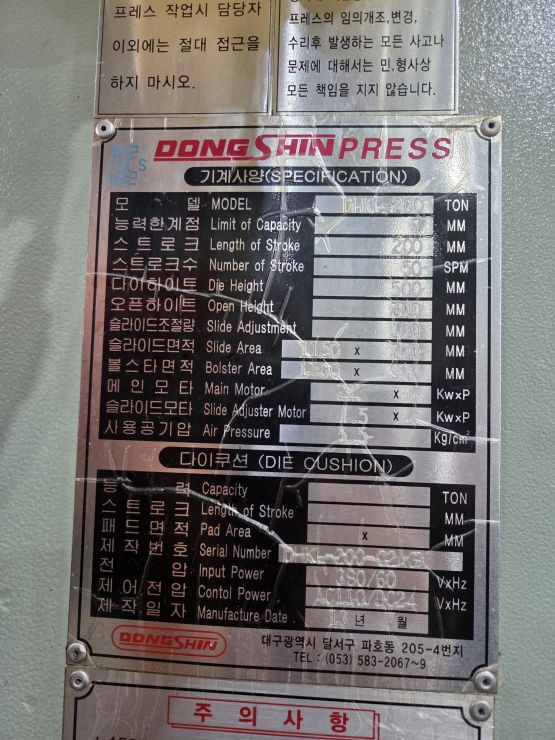 프레스 작업시 담당자
이외에는 절대 접근을
하지 마시오.
프레스의 임의개조,변경,
수리후 발생하는 모든 사고나
문제에 대해서는 민,형사상
모든 책임을 지지 않습니다.
DONGSHIN PRESS
기계사양(SPECIFICATION)
모 델 MODEL DHKL-200 TON
능력한계점 Limit of Capacity 7 MM
스트로크 Length of Stroke 200 MM
스트로크수 Number of Stroke 50 SPM
다이하이트 Die Height 500 MM
오픈하이트 Open Height 700 MM
슬라이드조절량 Slide Adjustment MM
슬라이드면적 Slide Area x MM
볼스타면적 Bolster Area x MM
메인모타 Main Motor x KwxP
슬라이드모타 Slide Adjuster Motor x KwxP
사용공기압 Air Pressure Kg/cm²
다이쿠션 (DIE CUSHION)
능 력 Capacity TON
스트로크 Length of Stroke MM
패드면적 Pad Area x MM
제작번호 Serial Number
전 압 Input Power 380/60 VxHz
제어전압 Contol Power AC110/DC24 VxHz
제작일자 Manufacture Date 년 월
DONGSHIN
대구광역시 달서구 파호동 205-4번지
TEL : (053) 583-2067~9
주의사항